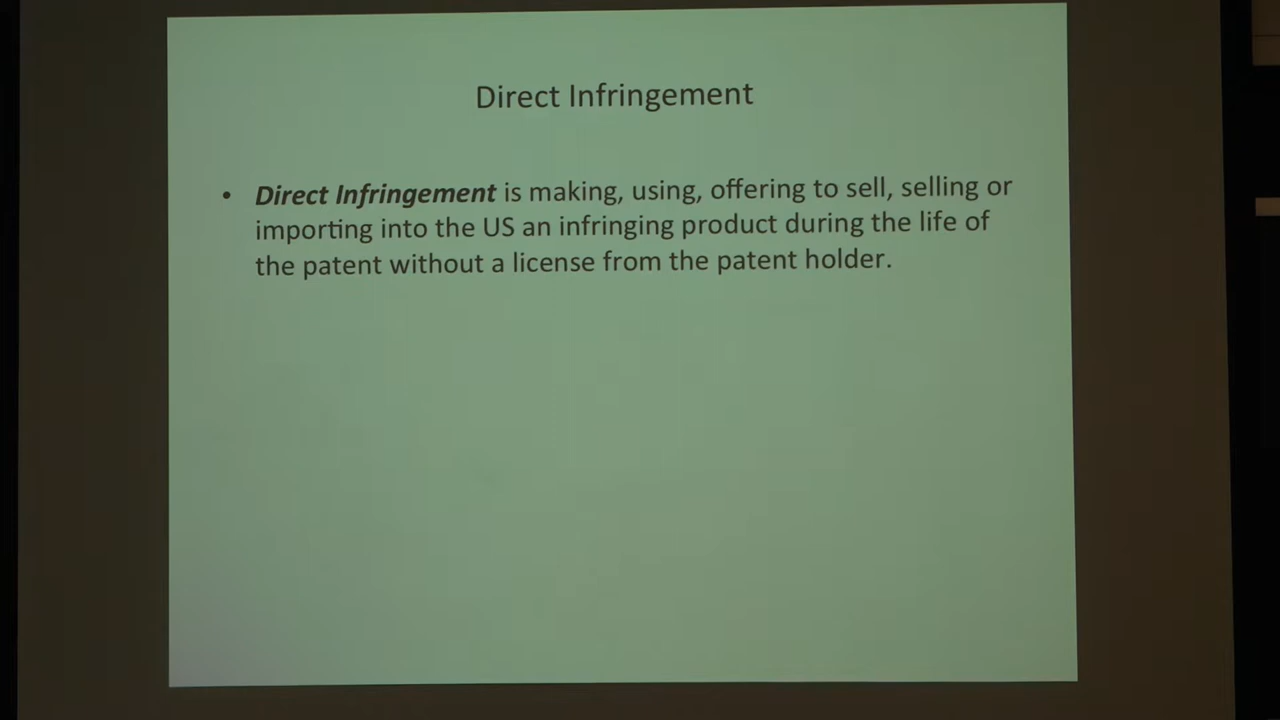 Direct Infringement
• Direct Infringement is making, using, offering to sell, selling or
importing into the US an infringing product during the life of
the patent without a license from the patent holder.